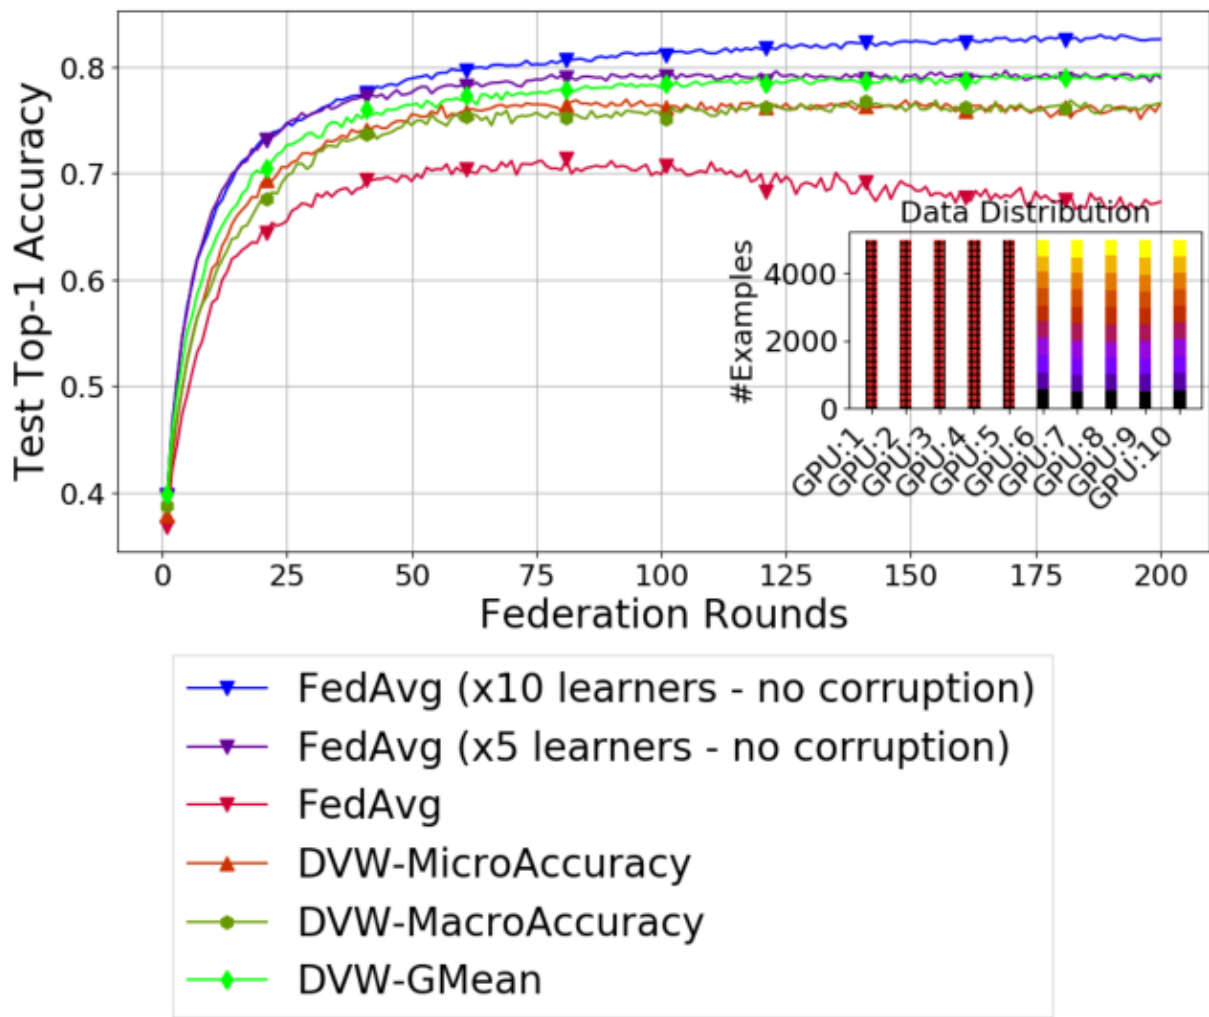 Test Top-1 Accuracy
0.8
0.7
0.6
0.5
0.4
0
25
50
75
100
125
150
175
200
Federation Rounds
Data Distribution
#Examples
4000
2000
0
GPU:1
GPU:2
GPU:3
GPU:4
GPU:5
GPU:6
GPU:7
GPU:8
GPU:9
GPU:10
FedAvg (x10 learners - no corruption)
FedAvg (x5 learners - no corruption)
FedAvg
DVW-MicroAccuracy
DVW-MacroAccuracy
DVW-GMean